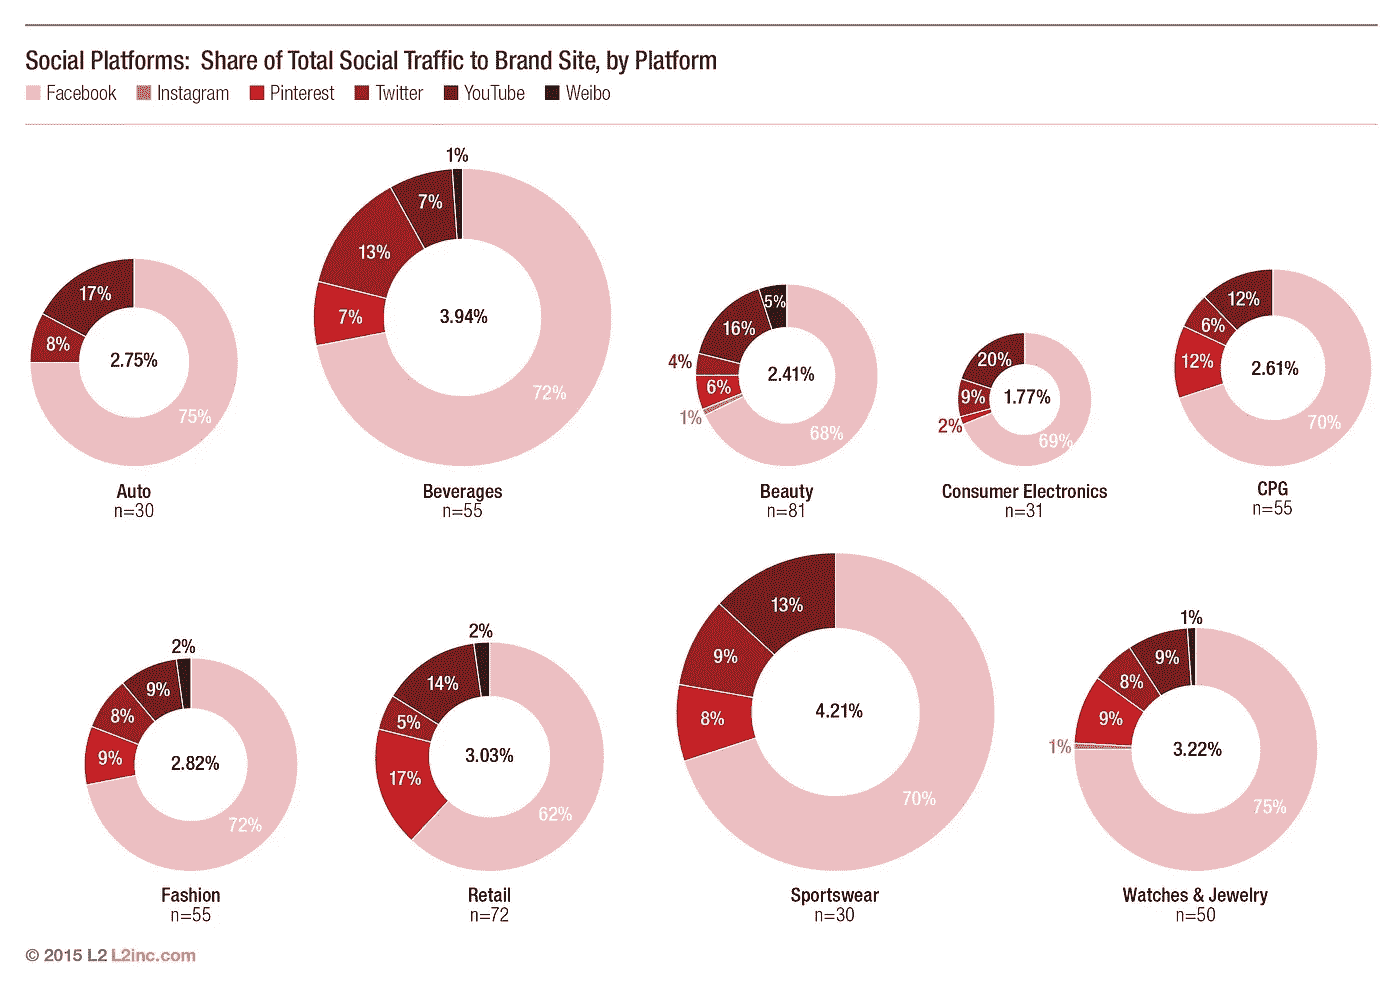 Social Platforms: Share of Total Social Traffic to Brand Site, by Platform
Facebook Instagram Pinterest Twitter YouTube Weibo
17%
8%
2.75%
75%
Auto
n=30
1%
7%
13%
7%
3.94%
72%
Beverages
n=55
5%
16%
4%
6%
1%
2.41%
68%
Beauty
n=81
20%
9%
2%
1.77%
69%
Consumer Electronics
n=31
12%
6%
12%
2.61%
70%
CPG
n=55
2%
9%
8%
9%
2.82%
72%
Fashion
n=55
2%
14%
5%
17%
3.03%
62%
Retail
n=72
13%
9%
8%
4.21%
70%
Sportswear
n=30
1%
9%
8%
9%
1%
3.22%
75%
Watches & Jewelry
n=50
© 2015 L2 L2inc.com